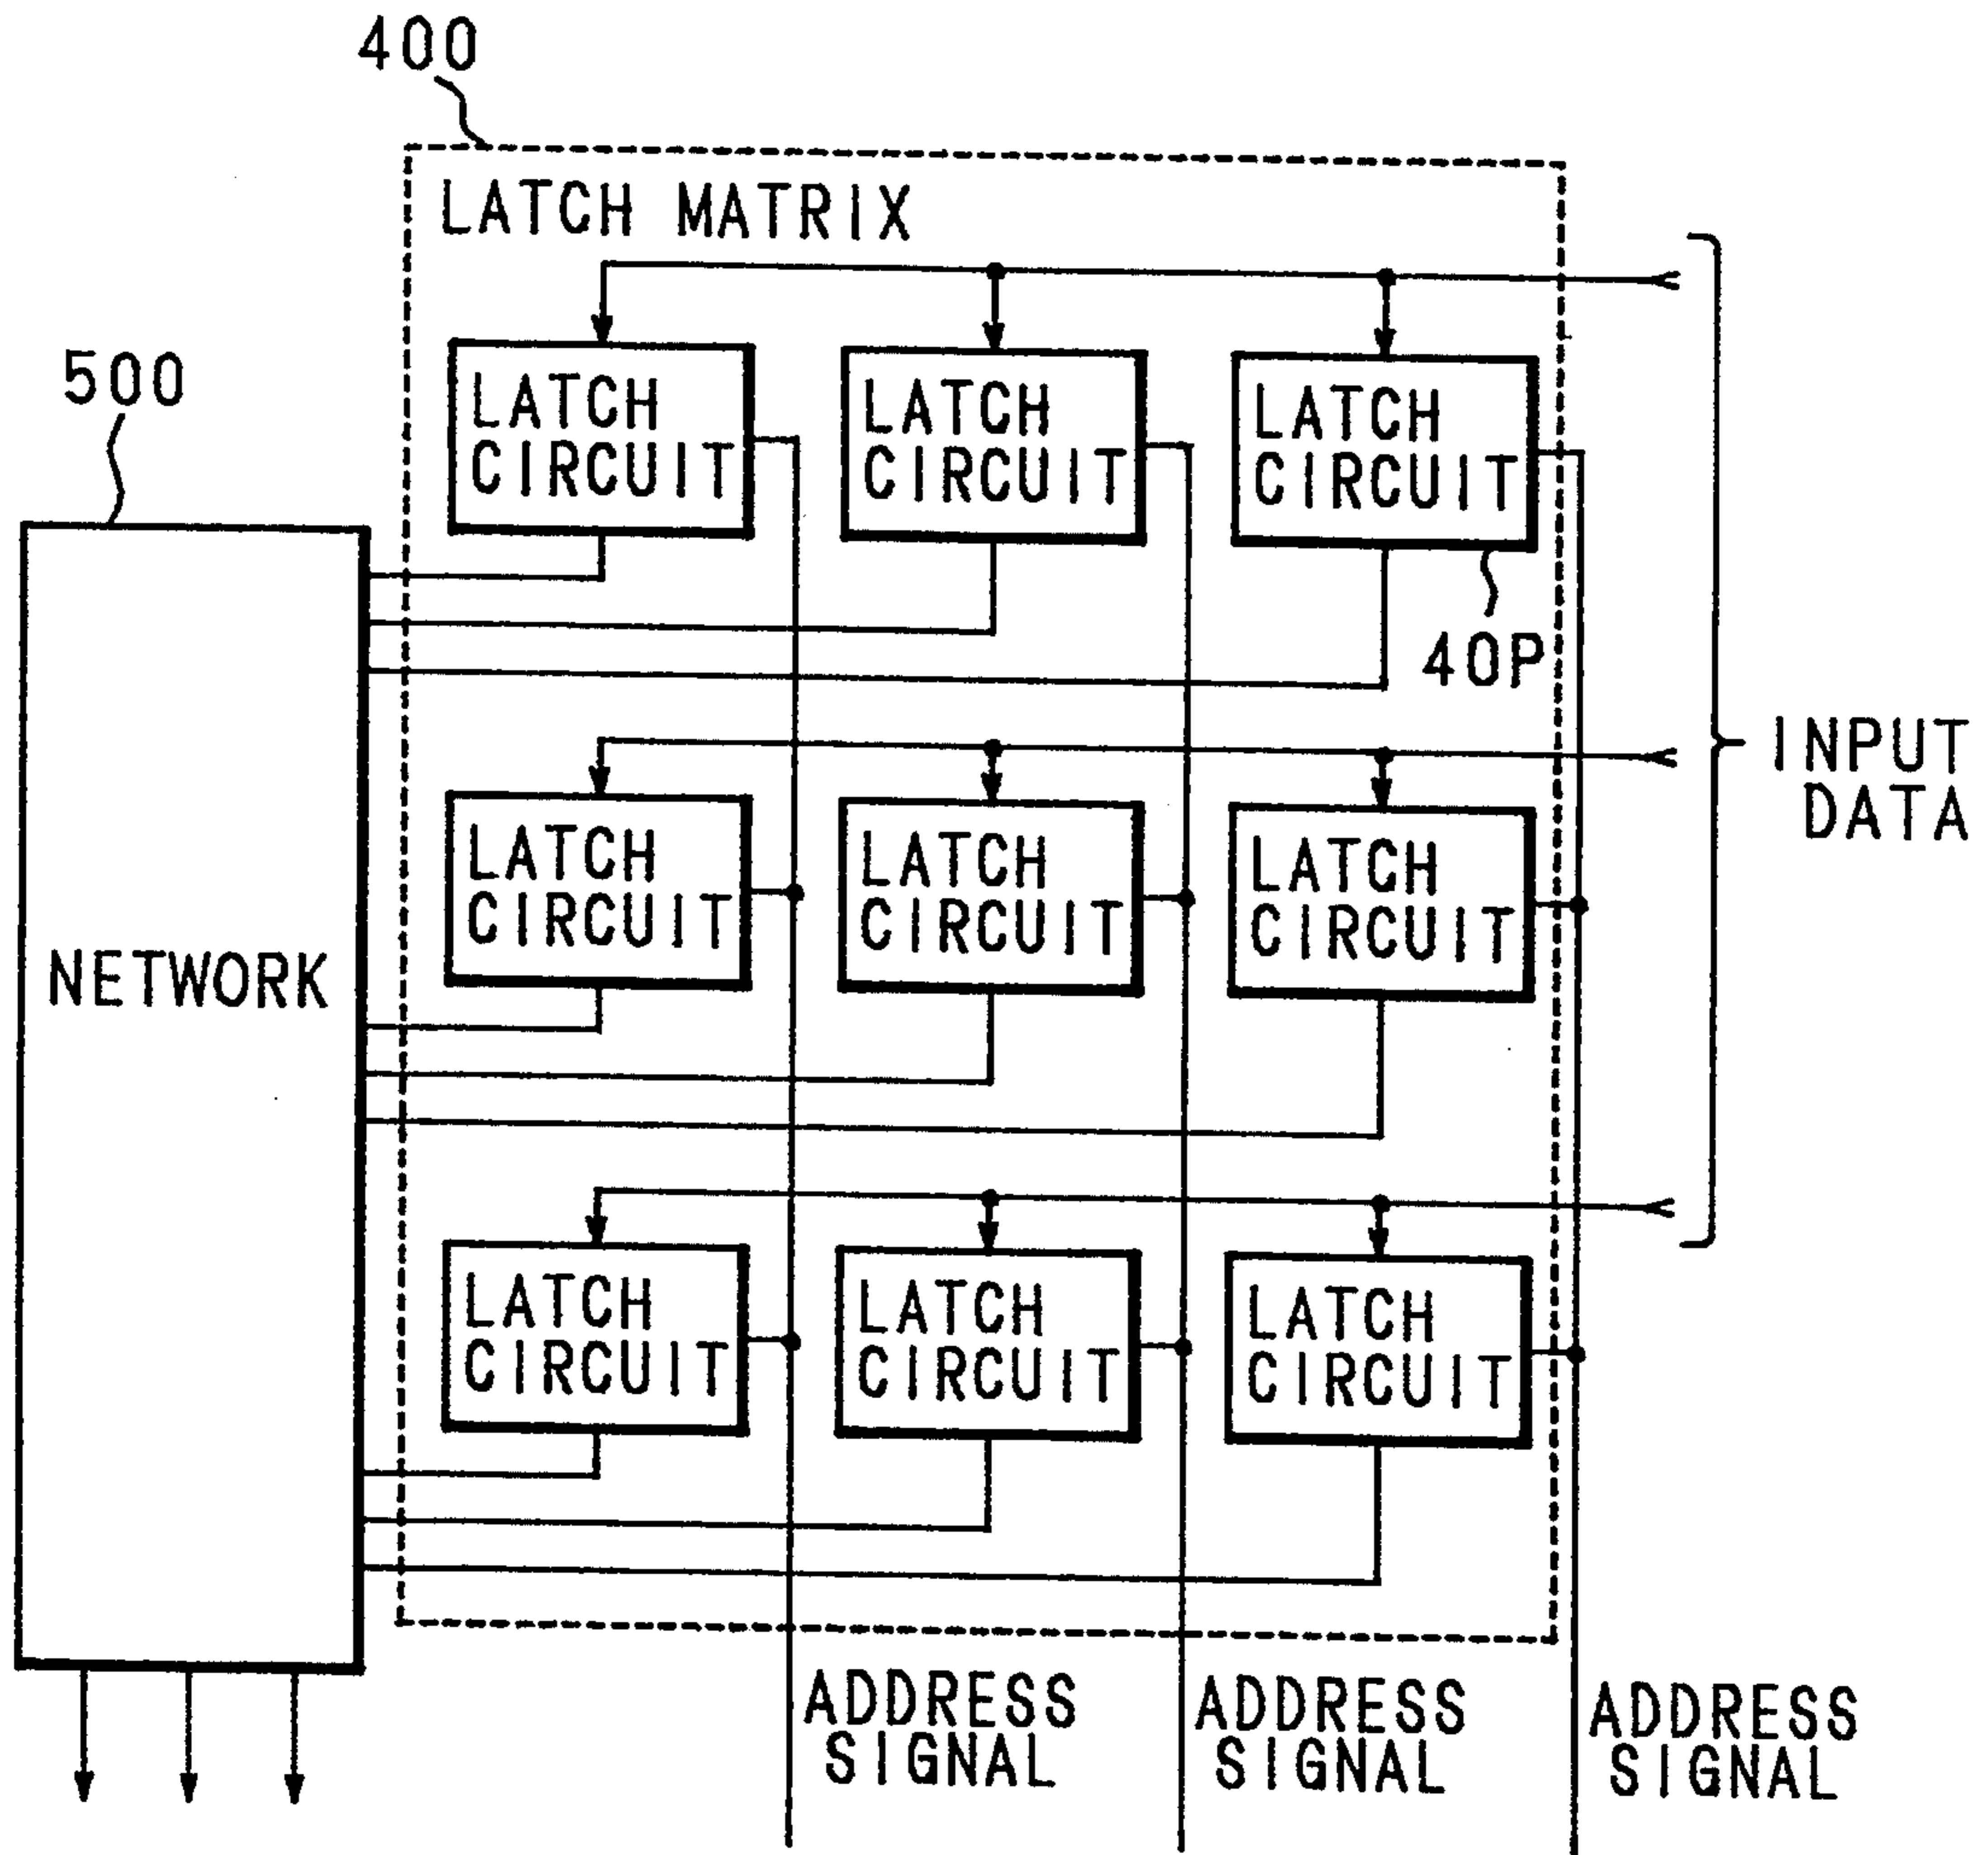 400
LATCH MATRIX
500
LATCH
CIRCUIT
LATCH
CIRCUIT
LATCH
CIRCUIT
40P
INPUT
DATA
LATCH
CIRCUIT
LATCH
CIRCUIT
LATCH
CIRCUIT
NETWORK
LATCH
CIRCUIT
LATCH
CIRCUIT
LATCH
CIRCUIT
ADDRESS
SIGNAL
ADDRESS
SIGNAL
ADDRESS
SIGNAL